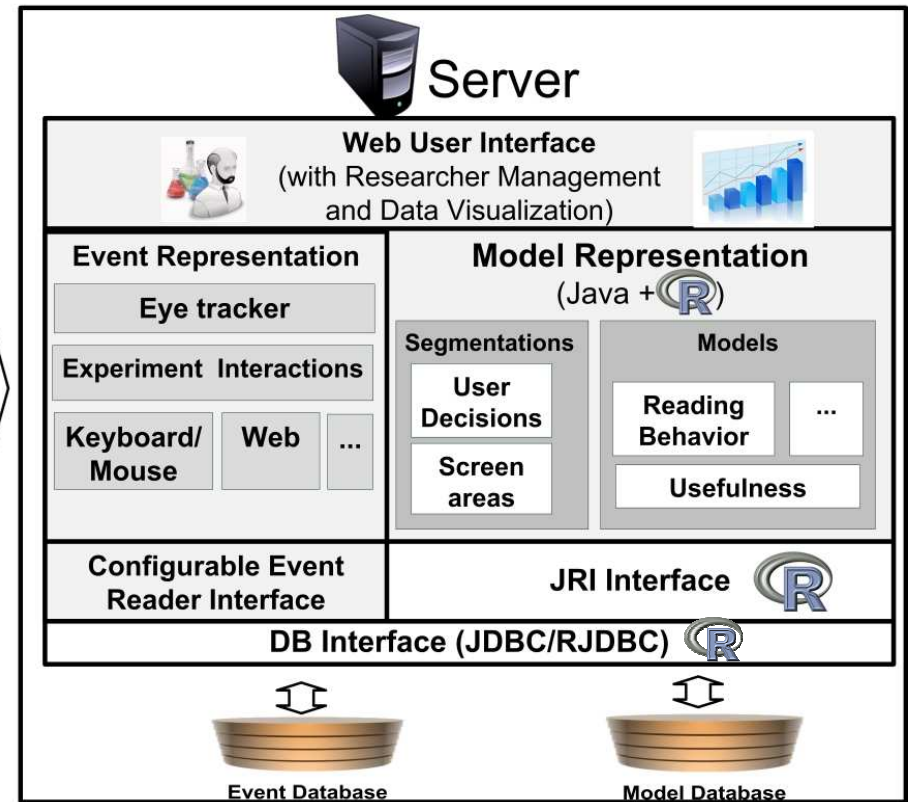 Server
Web User Interface
(with Researcher Management
and Data Visualization)
Event Representation
Eye tracker
Experiment Interactions
Keyboard/
Mouse
Web
...
Model Representation
(Java + R)
Segmentations
User
Decisions
Screen
areas
Models
Reading
Behavior
...
Usefulness
Configurable Event
Reader Interface
JRI Interface R
DB Interface (JDBC/RJDBC) R
Event Database
Model Database